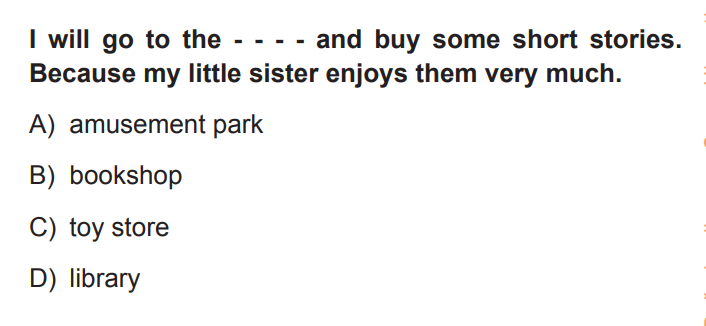 I will go to the - - - - and buy some short stories.
Because my little sister enjoys them very much.
A) amusement park
B) bookshop
C) toy store
D) library